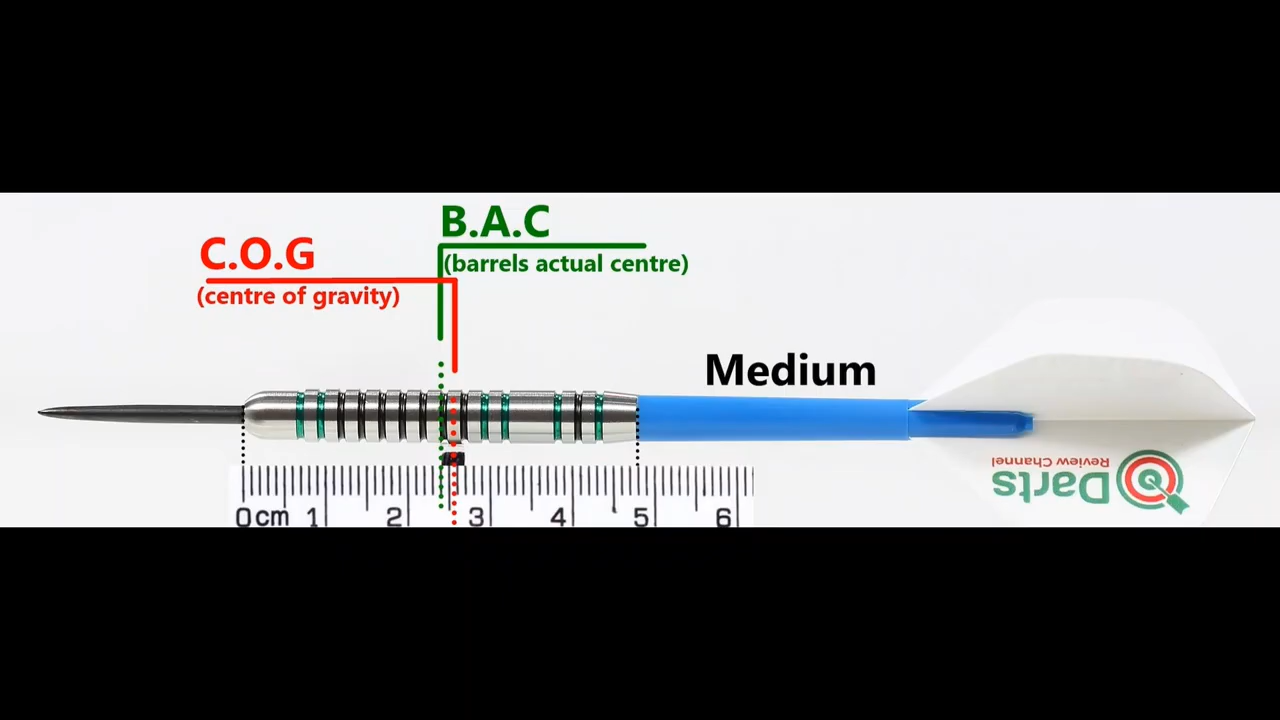 B.A.C
(barrels actual centre)
C.O.G
(centre of gravity)
Medium
Darts
Review Channel
0cm 1 2 3 4 5 6